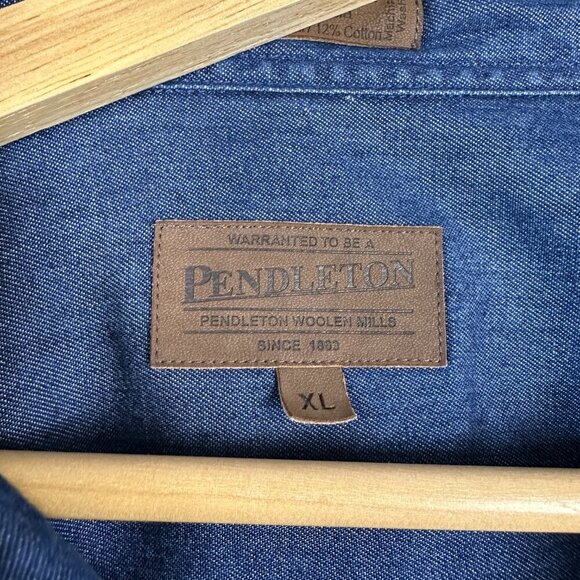 12% Cotton
WARRANTED TO BE A
PENDLETON
PENDLETON WOOLEN MILLS
SINCE 1863
XL